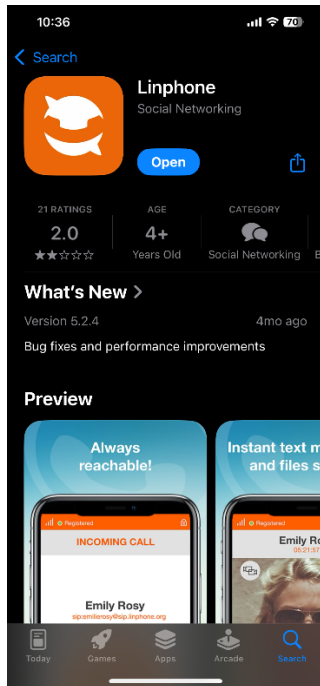 10:36
70
Search
Linphone
Social Networking
Open
21 RATINGS
AGE
CATEGORY
2.0
4+
Years Old
Social Networking
What's New
Version 5.2.4
4mo ago
Bug fixes and performance improvements
Preview
Always
reachable!
Registered
INCOMING CALL
Emily Rosy
sip:emilierosy@sip.linphone.org
Instant text m
and files s
Registered
Emily Ro
05:21:57
Today
Games
Apps
Arcade
Search